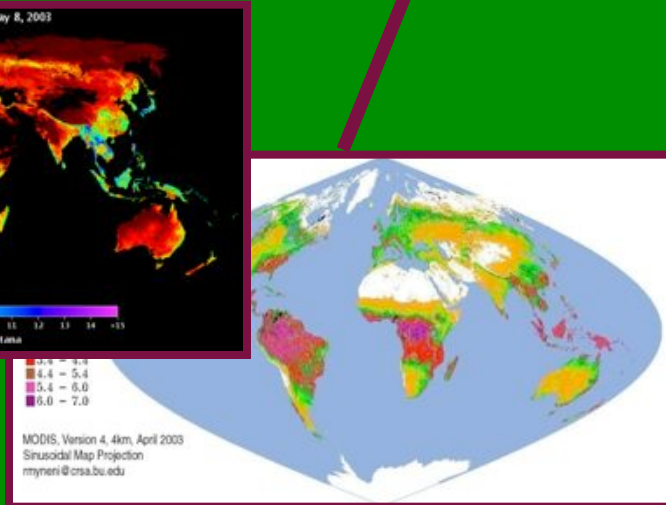 ay 8, 2003
11 12 13 14 >15
tana
4.4 - 5.4
5.4 - 6.0
6.0 - 7.0
MODIS, Version 4, 4km, April 2003
Sinusoidal Map Projection
rmyneni@crsa.bu.edu